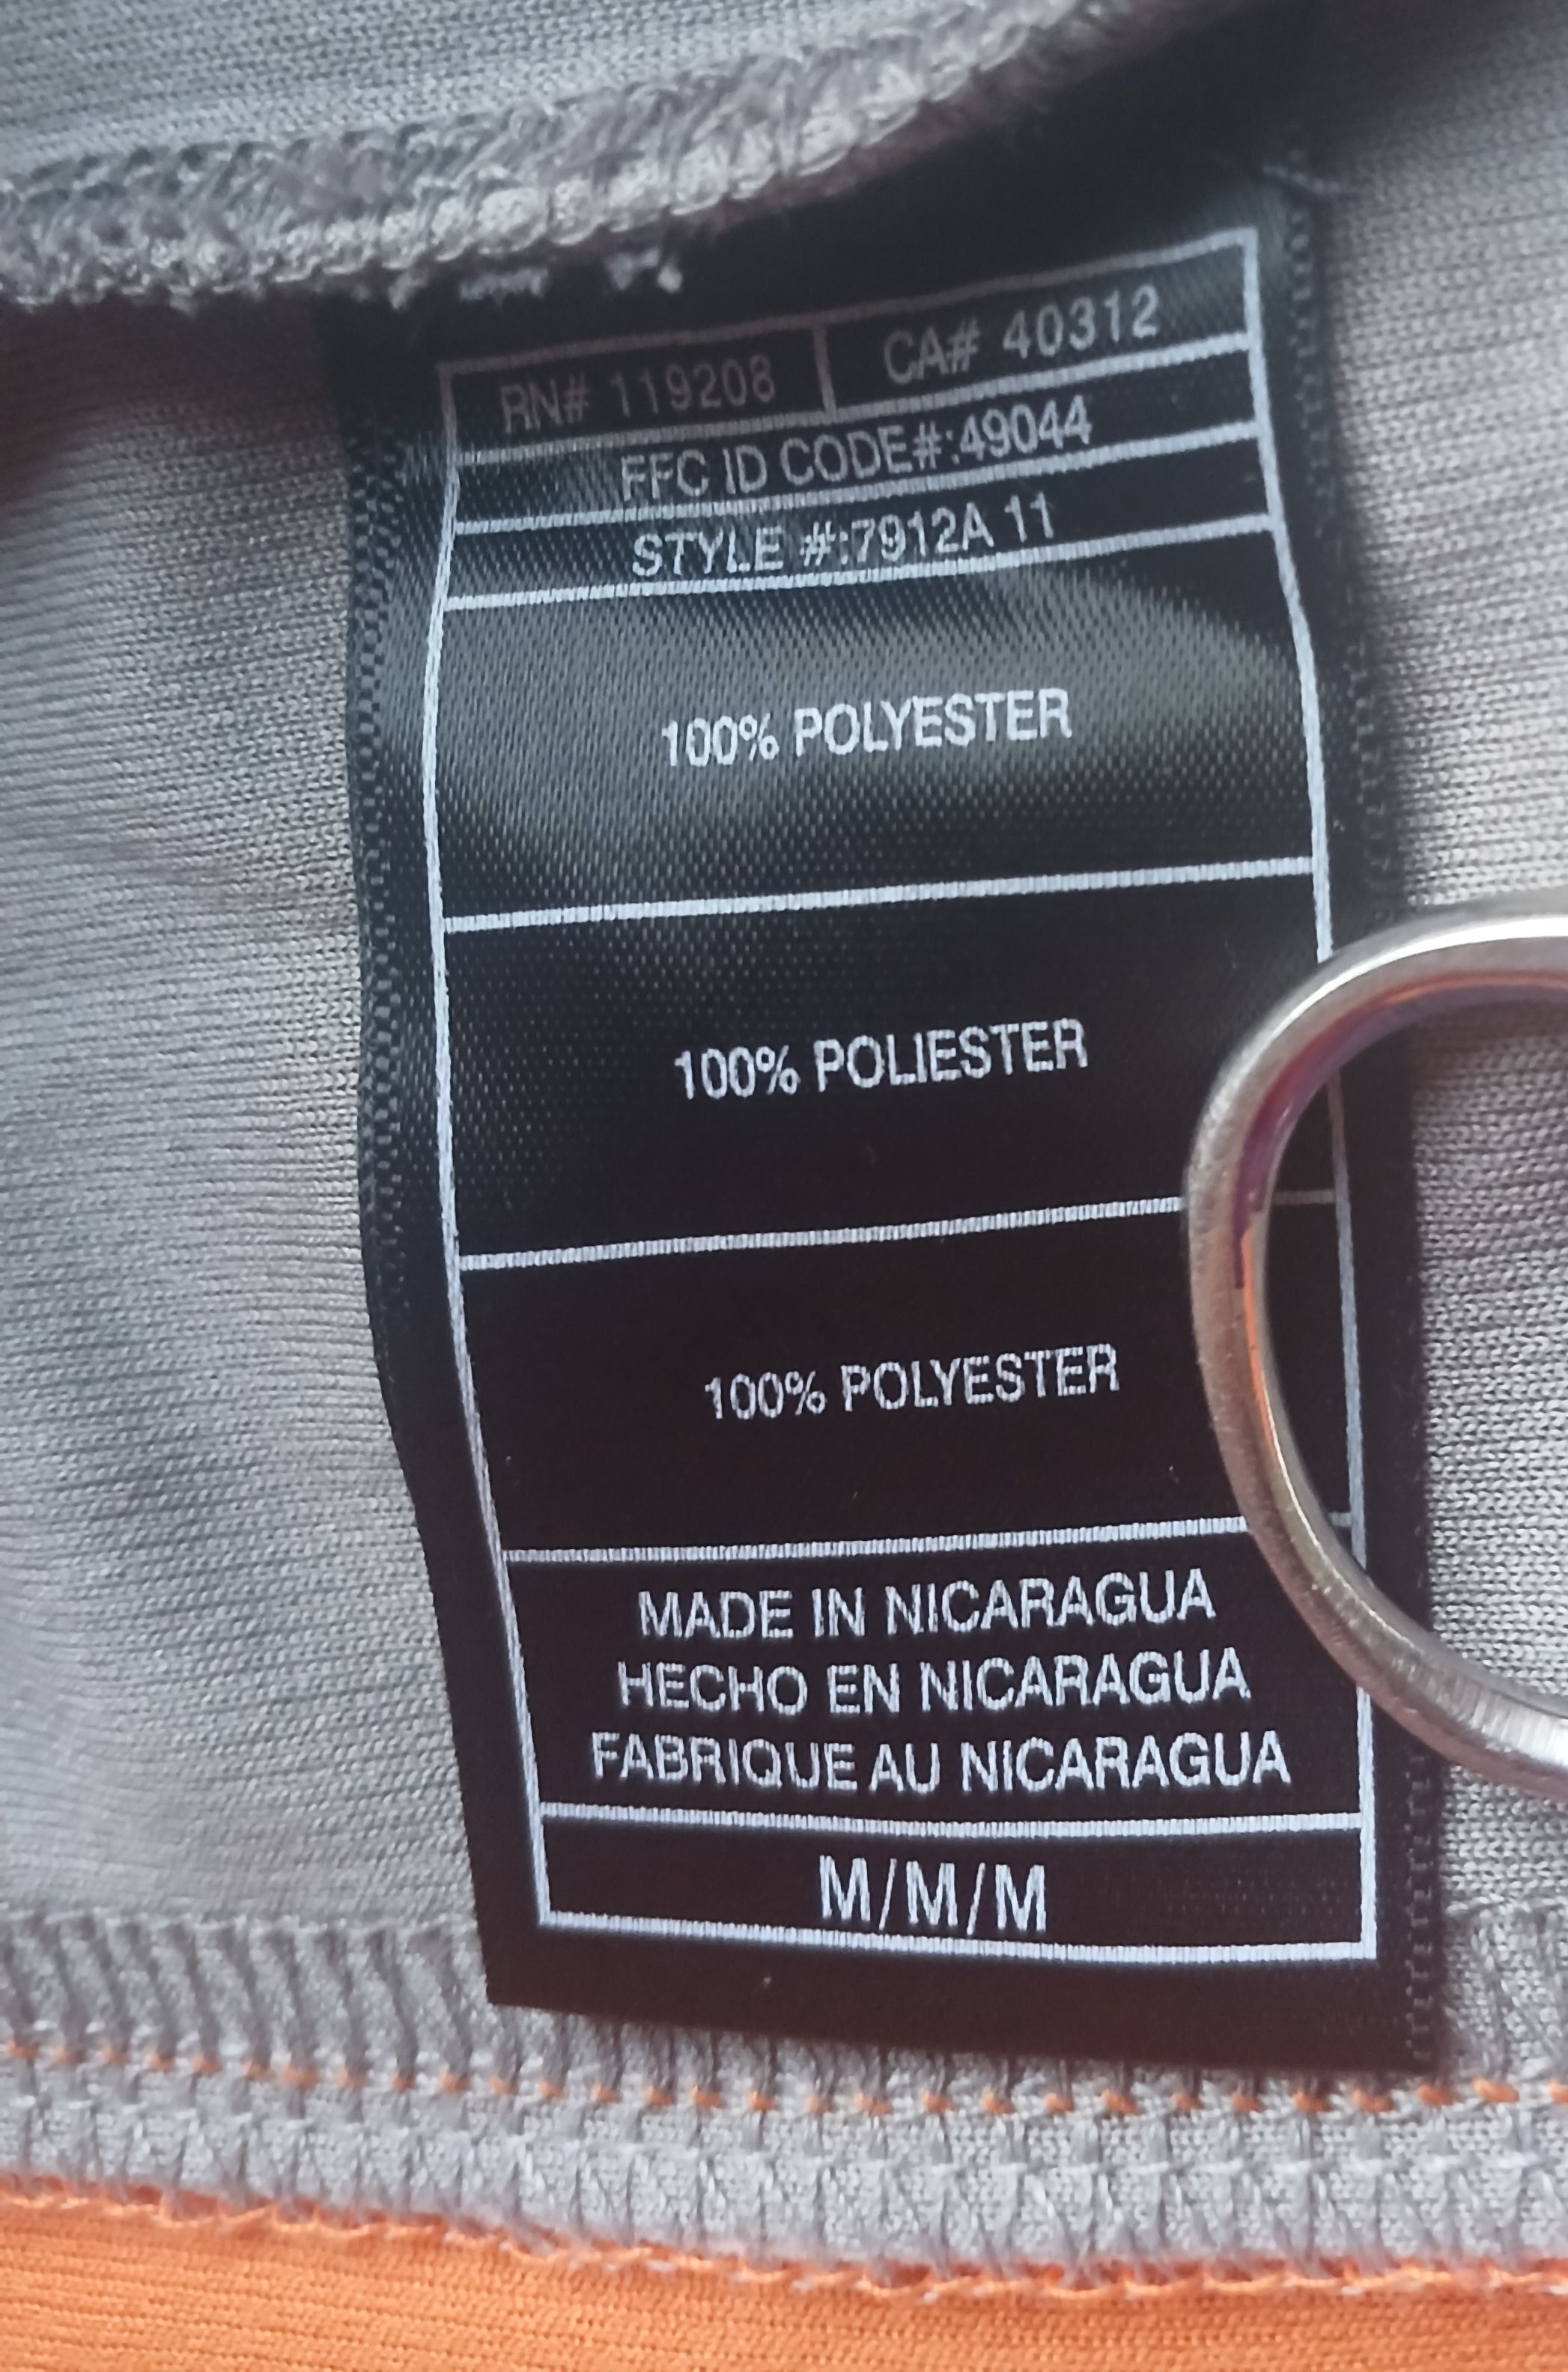 RN# 119208 CA# 40312
FFC ID CODE#:49044
STYLE #:7912A 11
100% POLYESTER
100% POLIESTER
100% POLYESTER
MADE IN NICARAGUA
HECHO EN NICARAGUA
FABRIQUE AU NICARAGUA
M/M/M